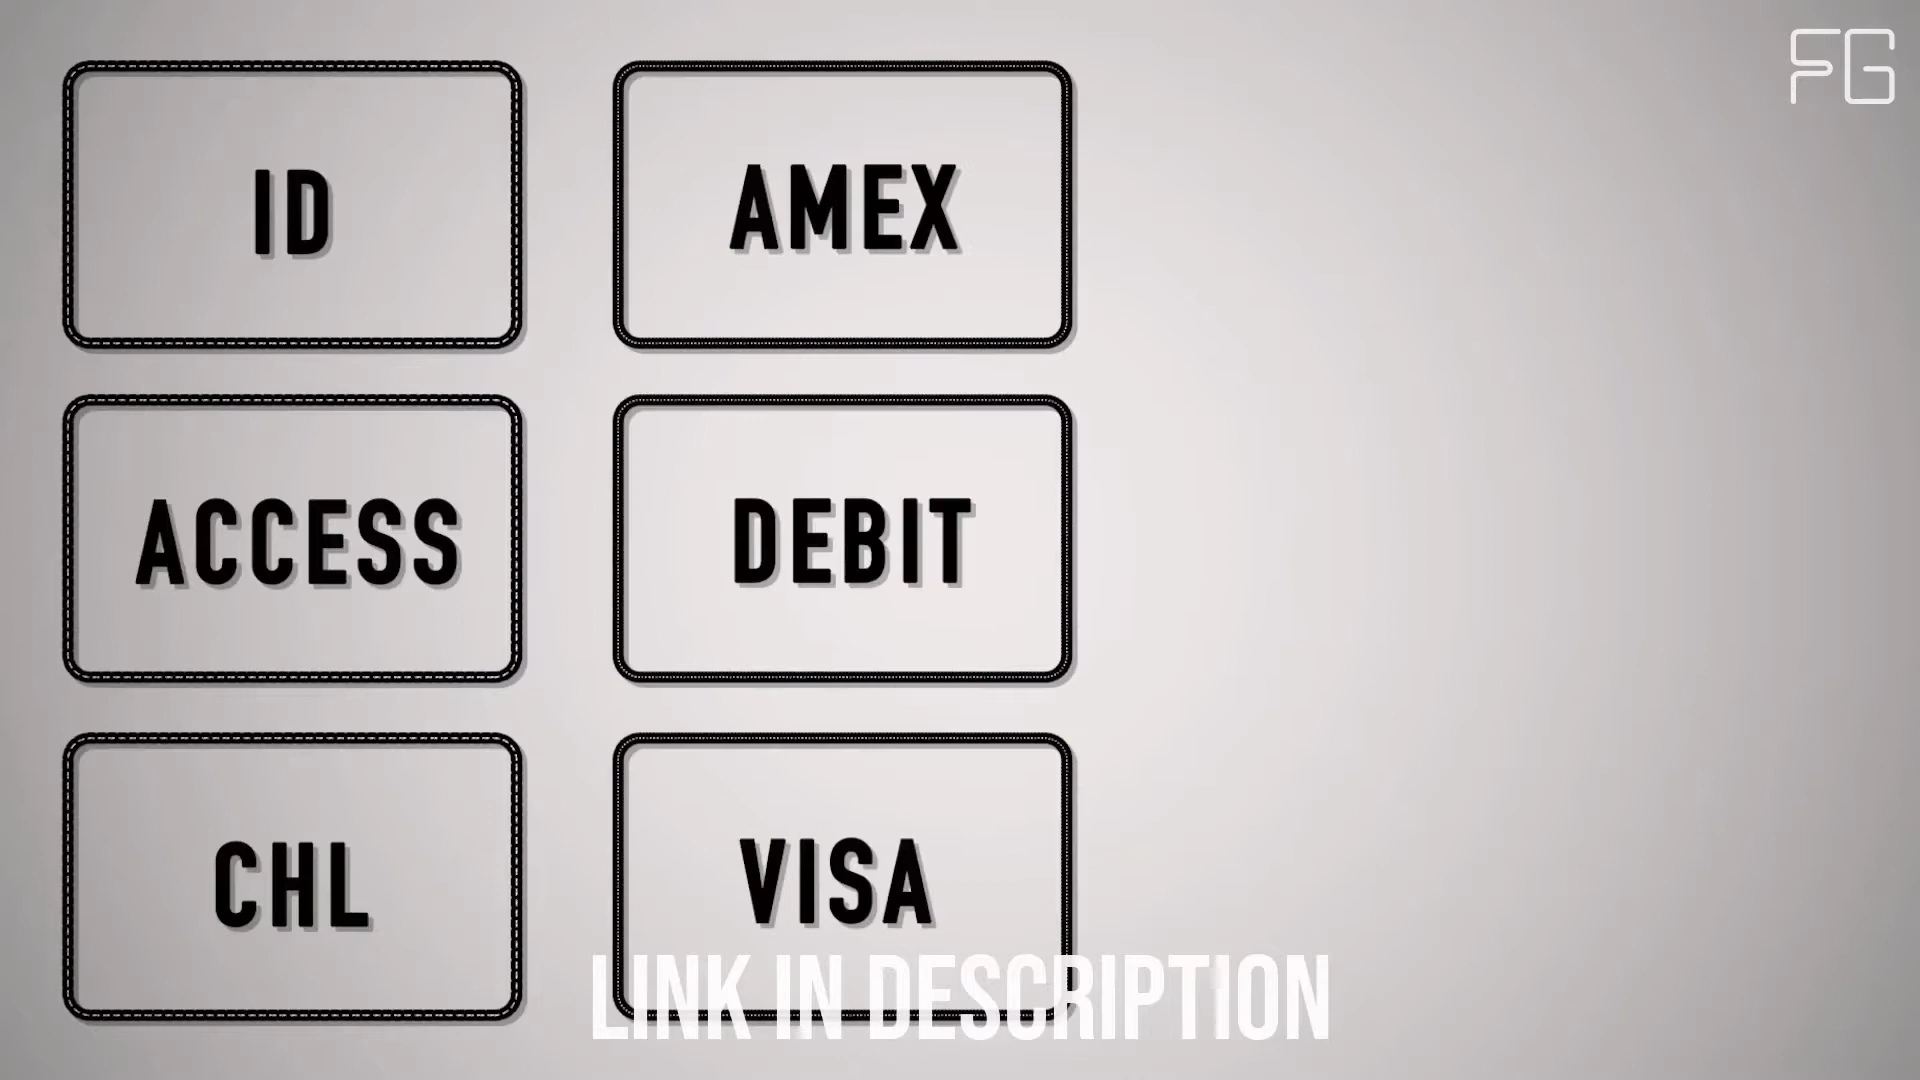 FG
ID
AMEX
ACCESS
DEBIT
CHL
VISA
LINK IN DESCRIPTION